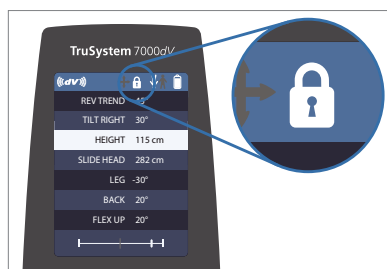 TruSystem 7000dV
((dV))
REV TREND 45°
TILT RIGHT 30°
HEIGHT 115 cm
SLIDE HEAD 282 cm
LEG -30°
BACK 20°
FLEX UP 20°